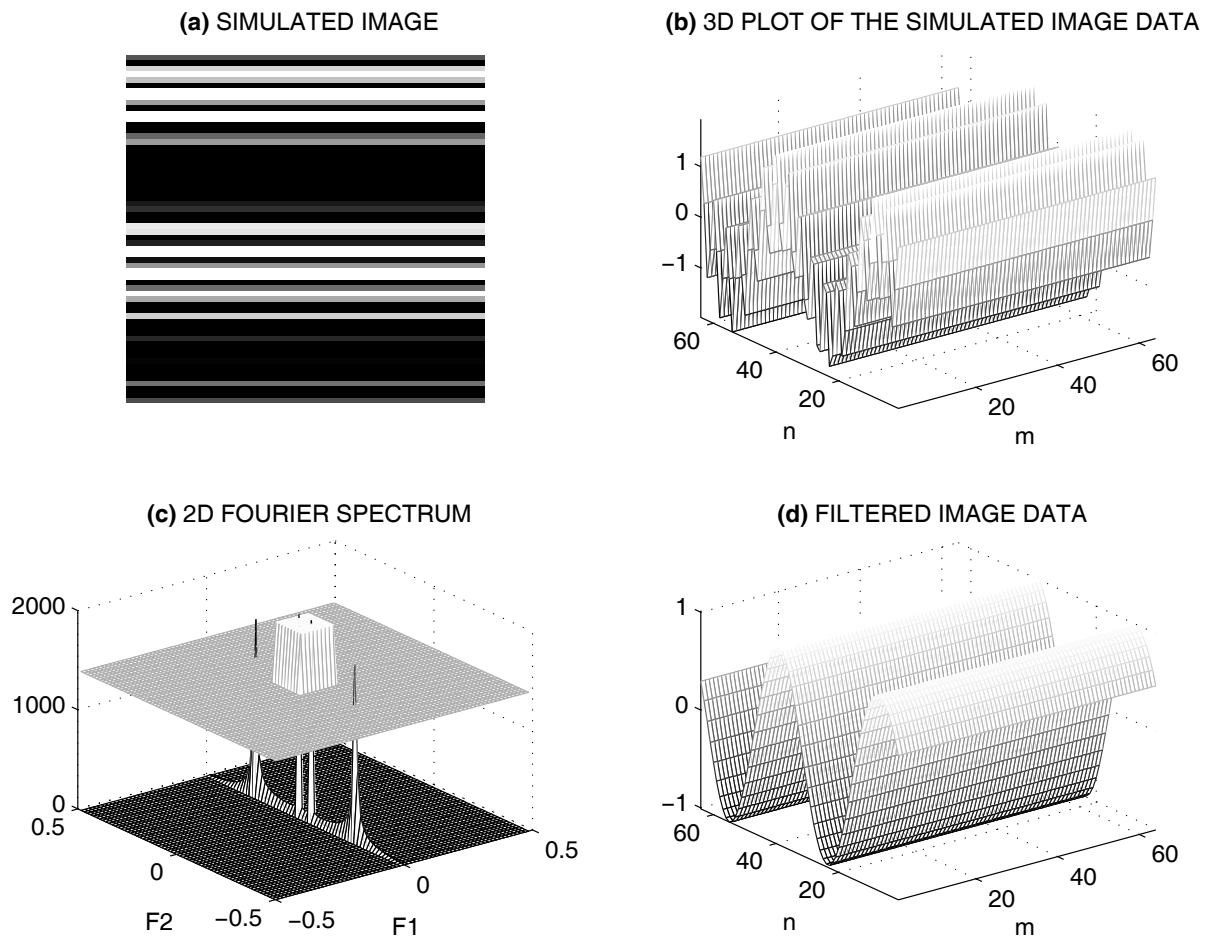 (a) SIMULATED IMAGE
(b) 3D PLOT OF THE SIMULATED IMAGE DATA
1
0
−1
60
40
20
n
20
40
60
m
(c) 2D FOURIER SPECTRUM
2000
1000
0
0.5
0
−0.5
F2
−0.5
0
0.5
F1
(d) FILTERED IMAGE DATA
1
0
−1
60
40
20
n
20
40
60
m